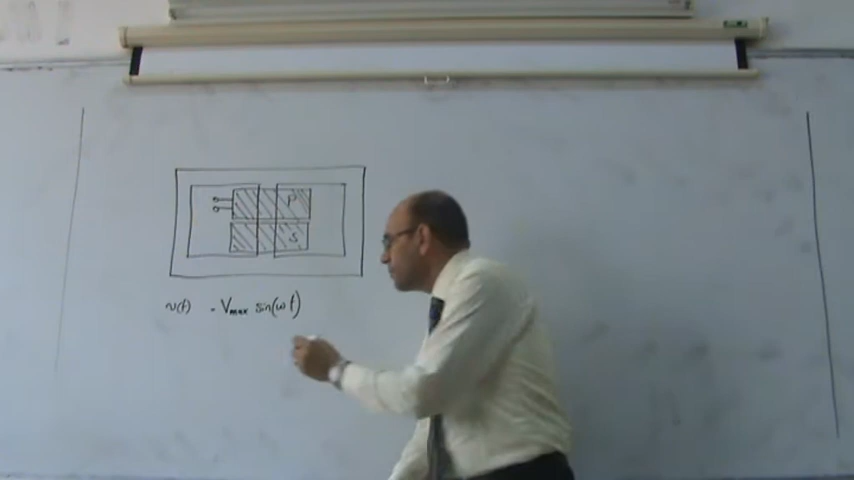 P
S
v(t) = Vmax sin(ωt)